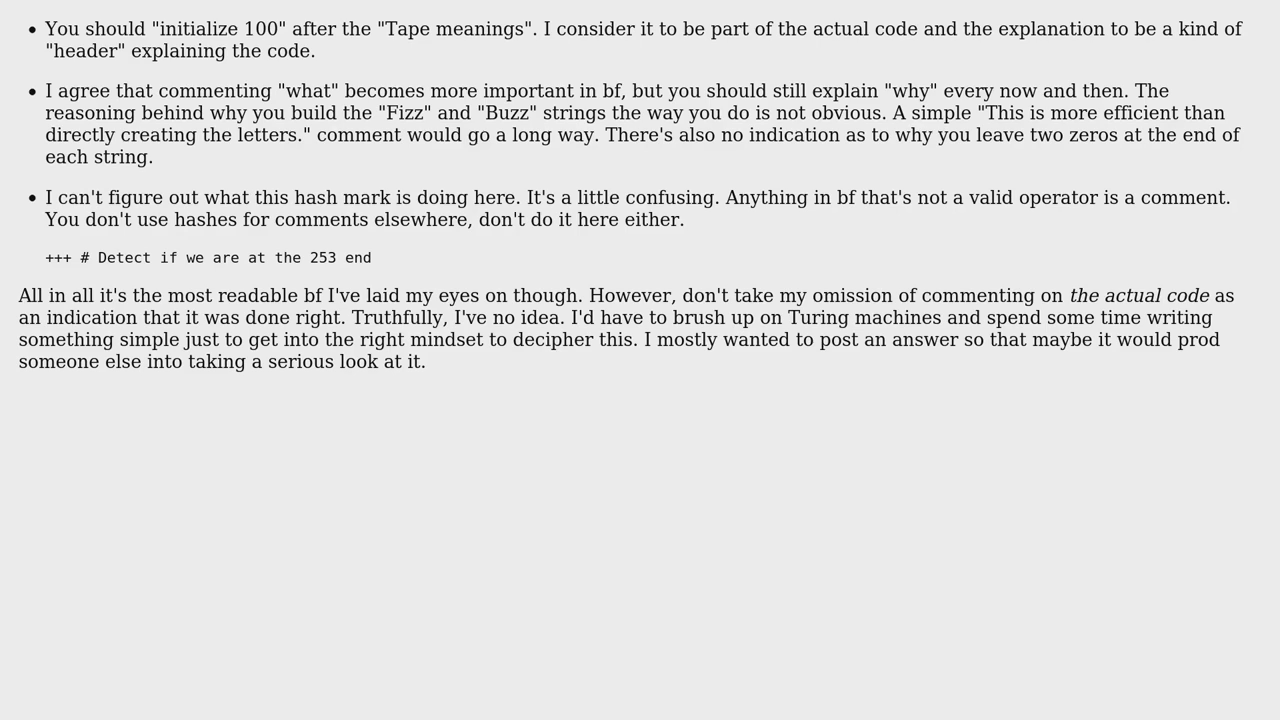 • You should "initialize 100" after the "Tape meanings". I consider it to be part of the actual code and the explanation to be a kind of
"header" explaining the code.
• I agree that commenting "what" becomes more important in bf, but you should still explain "why" every now and then. The
reasoning behind why you build the "Fizz" and "Buzz" strings the way you do is not obvious. A simple "This is more efficient than
directly creating the letters." comment would go a long way. There's also no indication as to why you leave two zeros at the end of
each string.
• I can't figure out what this hash mark is doing here. It's a little confusing. Anything in bf that's not a valid operator is a comment.
You don't use hashes for comments elsewhere, don't do it here either.
+++ # Detect if we are at the 253 end
All in all it's the most readable bf I've laid my eyes on though. However, don't take my omission of commenting on the actual code as
an indication that it was done right. Truthfully, I've no idea. I'd have to brush up on Turing machines and spend some time writing
something simple just to get into the right mindset to decipher this. I mostly wanted to post an answer so that maybe it would prod
someone else into taking a serious look at it.